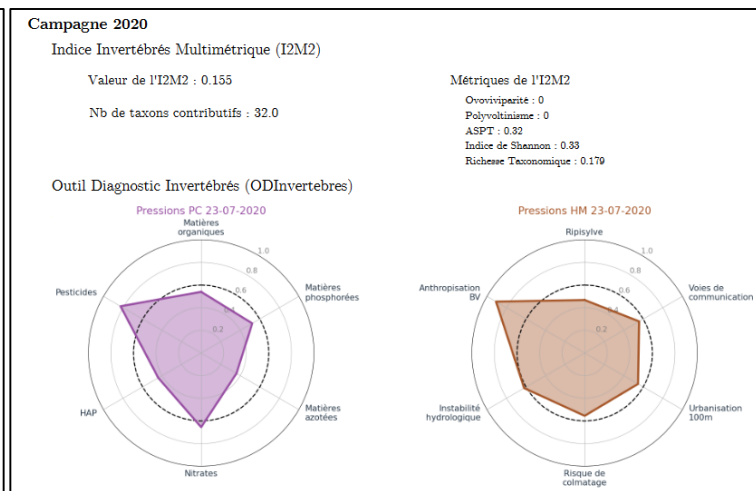 Campagne 2020
Indice Invertébrés Multimétrique (I2M2)
Valeur de l'I2M2 : 0.155
Nb de taxons contributifs : 32.0
Métriques de l'I2M2
Ovoviviparité : 0
Polyvoltinisme : 0
ASPT : 0.32
Indice de Shannon : 0.33
Richesse Taxonomique : 0.179
Outil Diagnostic Invertébrés (ODInvertebres)
Pressions PC 23-07-2020
Matières
organiques
1.0
0.8
0.6
0.4
0.2
Pesticides
Matières
phosphorées
HAP
Matières
azotées
Nitrates
Pressions HM 23-07-2020
Ripisylve
1.0
0.8
0.6
0.4
0.2
Anthropisation
BV
Voies de
communication
Instabilité
hydrologique
Urbanisation
100m
Risque de
colmatage